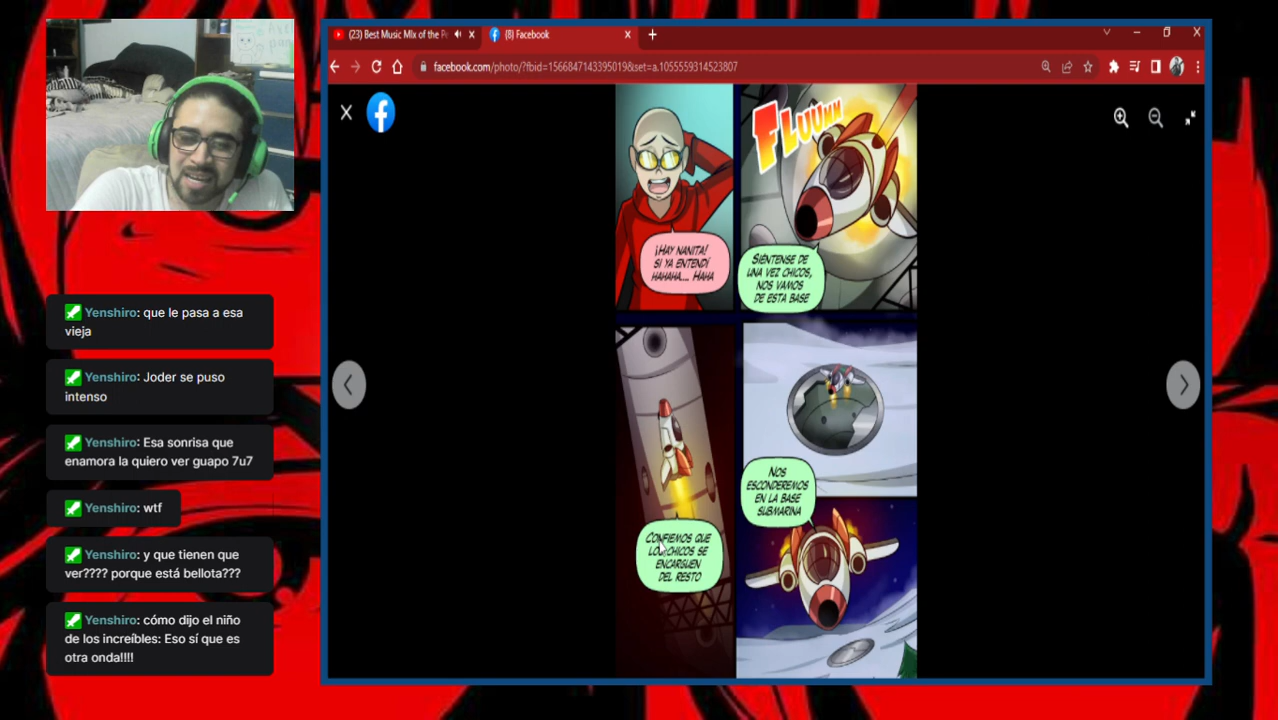 (23) Best Music Mix of the Po
(8) Facebook
facebook.com/photo/?fbid=1566847143395019&set=a.1055559314523807
FLUUMM
¡HAY NANITA!
SI YA ENTENDÍ
HAHAHA.... HAHA
SIÉNTENSE DE
UNA VEZ CHICOS,
NOS VAMOS
DE ESTA BASE
NOS
ESCONDEREMOS
EN LA BASE
SUBMARINA
CONFIEMOS QUE
LOS CHICOS SE
ENCARGUEN
DEL RESTO
Yenshiro: que le pasa a esa
vieja
Yenshiro: Joder se puso
intenso
Yenshiro: Esa sonrisa que
enamora la quiero ver guapo 7u7
Yenshiro: wtf
Yenshiro: y que tienen que
ver???? porque está bellota???
Yenshiro: cómo dijo el niño
de los increíbles: Eso sí que es
otra onda!!!!